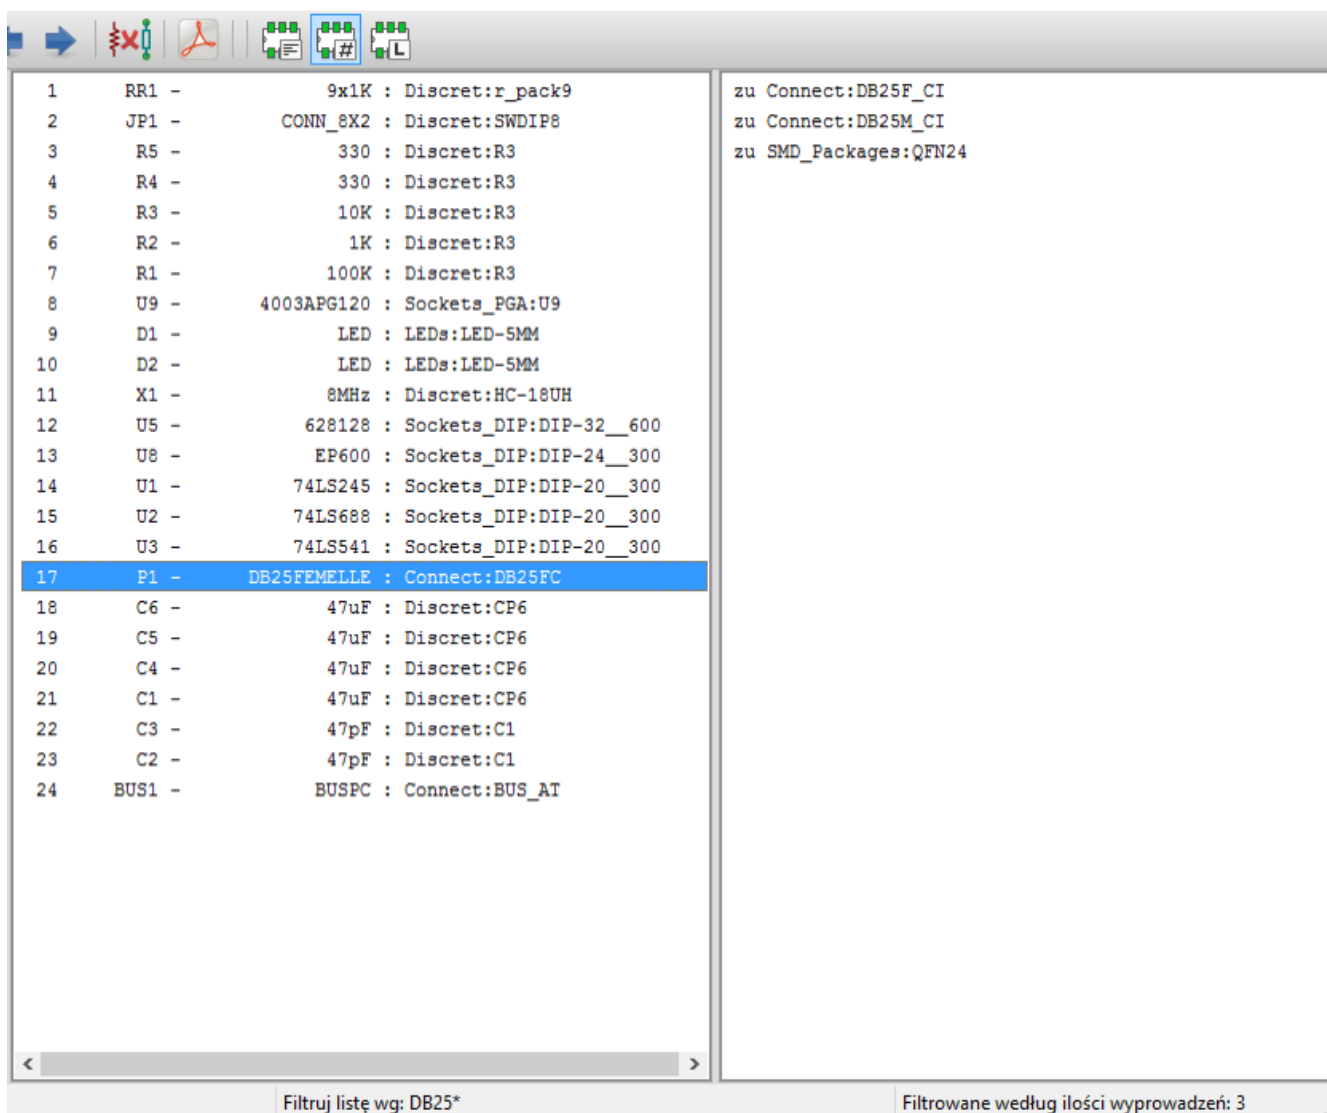 #
L
1 RR1 - 9x1K : Discret:r_pack9
2 JP1 - CONN_8X2 : Discret:SWDIP8
3 R5 - 330 : Discret:R3
4 R4 - 330 : Discret:R3
5 R3 - 10K : Discret:R3
6 R2 - 1K : Discret:R3
7 R1 - 100K : Discret:R3
8 U9 - 4003APG120 : Sockets_PGA:U9
9 D1 - LED : LEDs:LED-5MM
10 D2 - LED : LEDs:LED-5MM
11 X1 - 8MHz : Discret:HC-18UH
12 U5 - 628128 : Sockets_DIP:DIP-32__600
13 U8 - EP600 : Sockets_DIP:DIP-24__300
14 U1 - 74LS245 : Sockets_DIP:DIP-20__300
15 U2 - 74LS688 : Sockets_DIP:DIP-20__300
16 U3 - 74LS541 : Sockets_DIP:DIP-20__300
17 P1 - DB25FEMELLE : Connect:DB25FC
18 C6 - 47uF : Discret:CP6
19 C5 - 47uF : Discret:CP6
20 C4 - 47uF : Discret:CP6
21 C1 - 47uF : Discret:CP6
22 C3 - 47pF : Discret:C1
23 C2 - 47pF : Discret:C1
24 BUS1 - BUSPC : Connect:BUS_AT
zu Connect:DB25F_CI
zu Connect:DB25M_CI
zu SMD_Packages:QFN24
Filtruj listę wg: DB25*
Filtrowane według ilości wyprowadzeń: 3